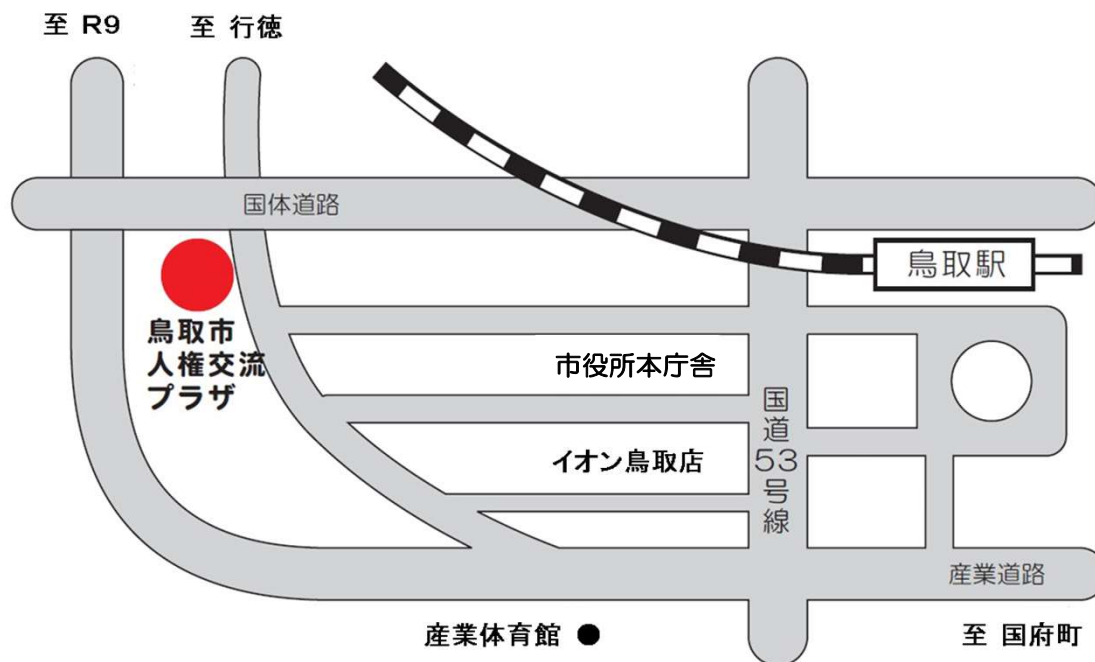 至 R9
至 行徳
国体道路
鳥取駅
鳥取市
人権交流
プラザ
市役所本庁舎
イオン鳥取店
国道53号線
産業道路
産業体育館
至 国府町